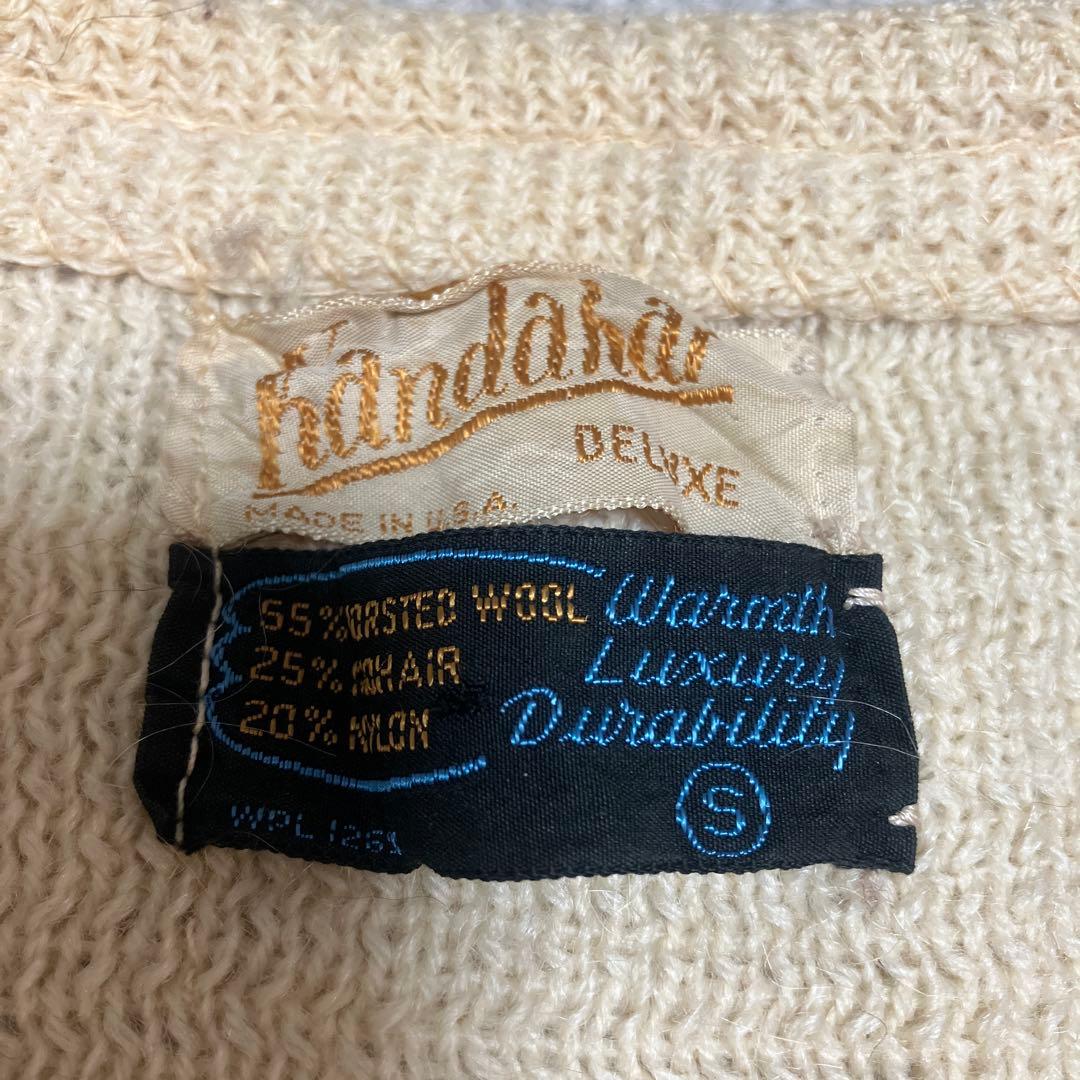 Kandahar
DELUXE
MADE IN U.S.A.
55% WORSTED WOOL
25% MOHAIR
20% NYLON
Warmth
Luxury
Durability
WPL 1261
S